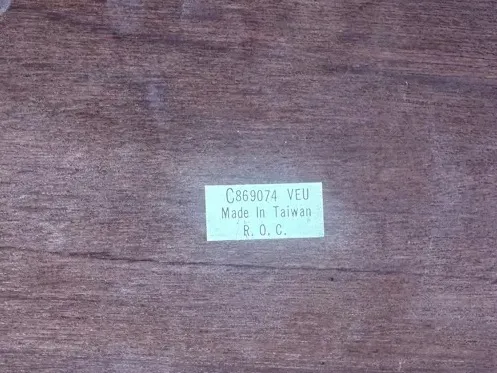 C869074 VEU
Made In Taiwan
R. O. C.